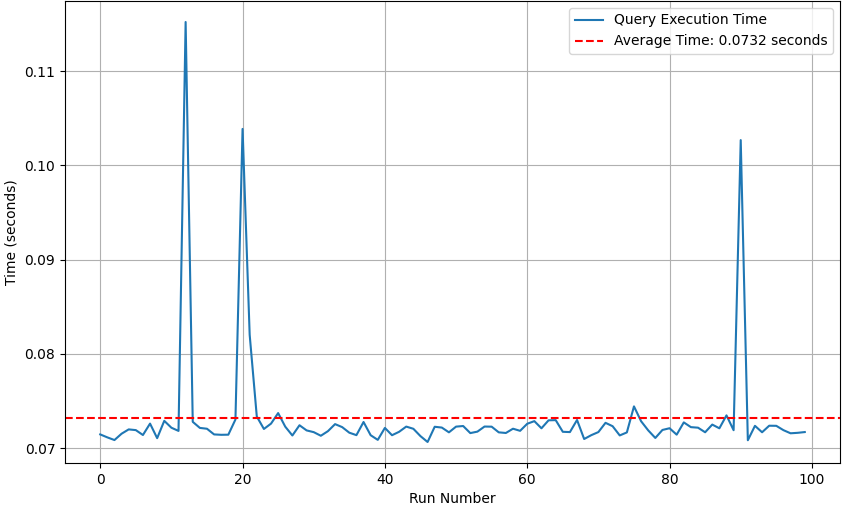 Query Execution Time
Average Time: 0.0732 seconds
0.11
0.10
0.09
0.08
0.07
Time (seconds)
0 20 40 60 80 100
Run Number